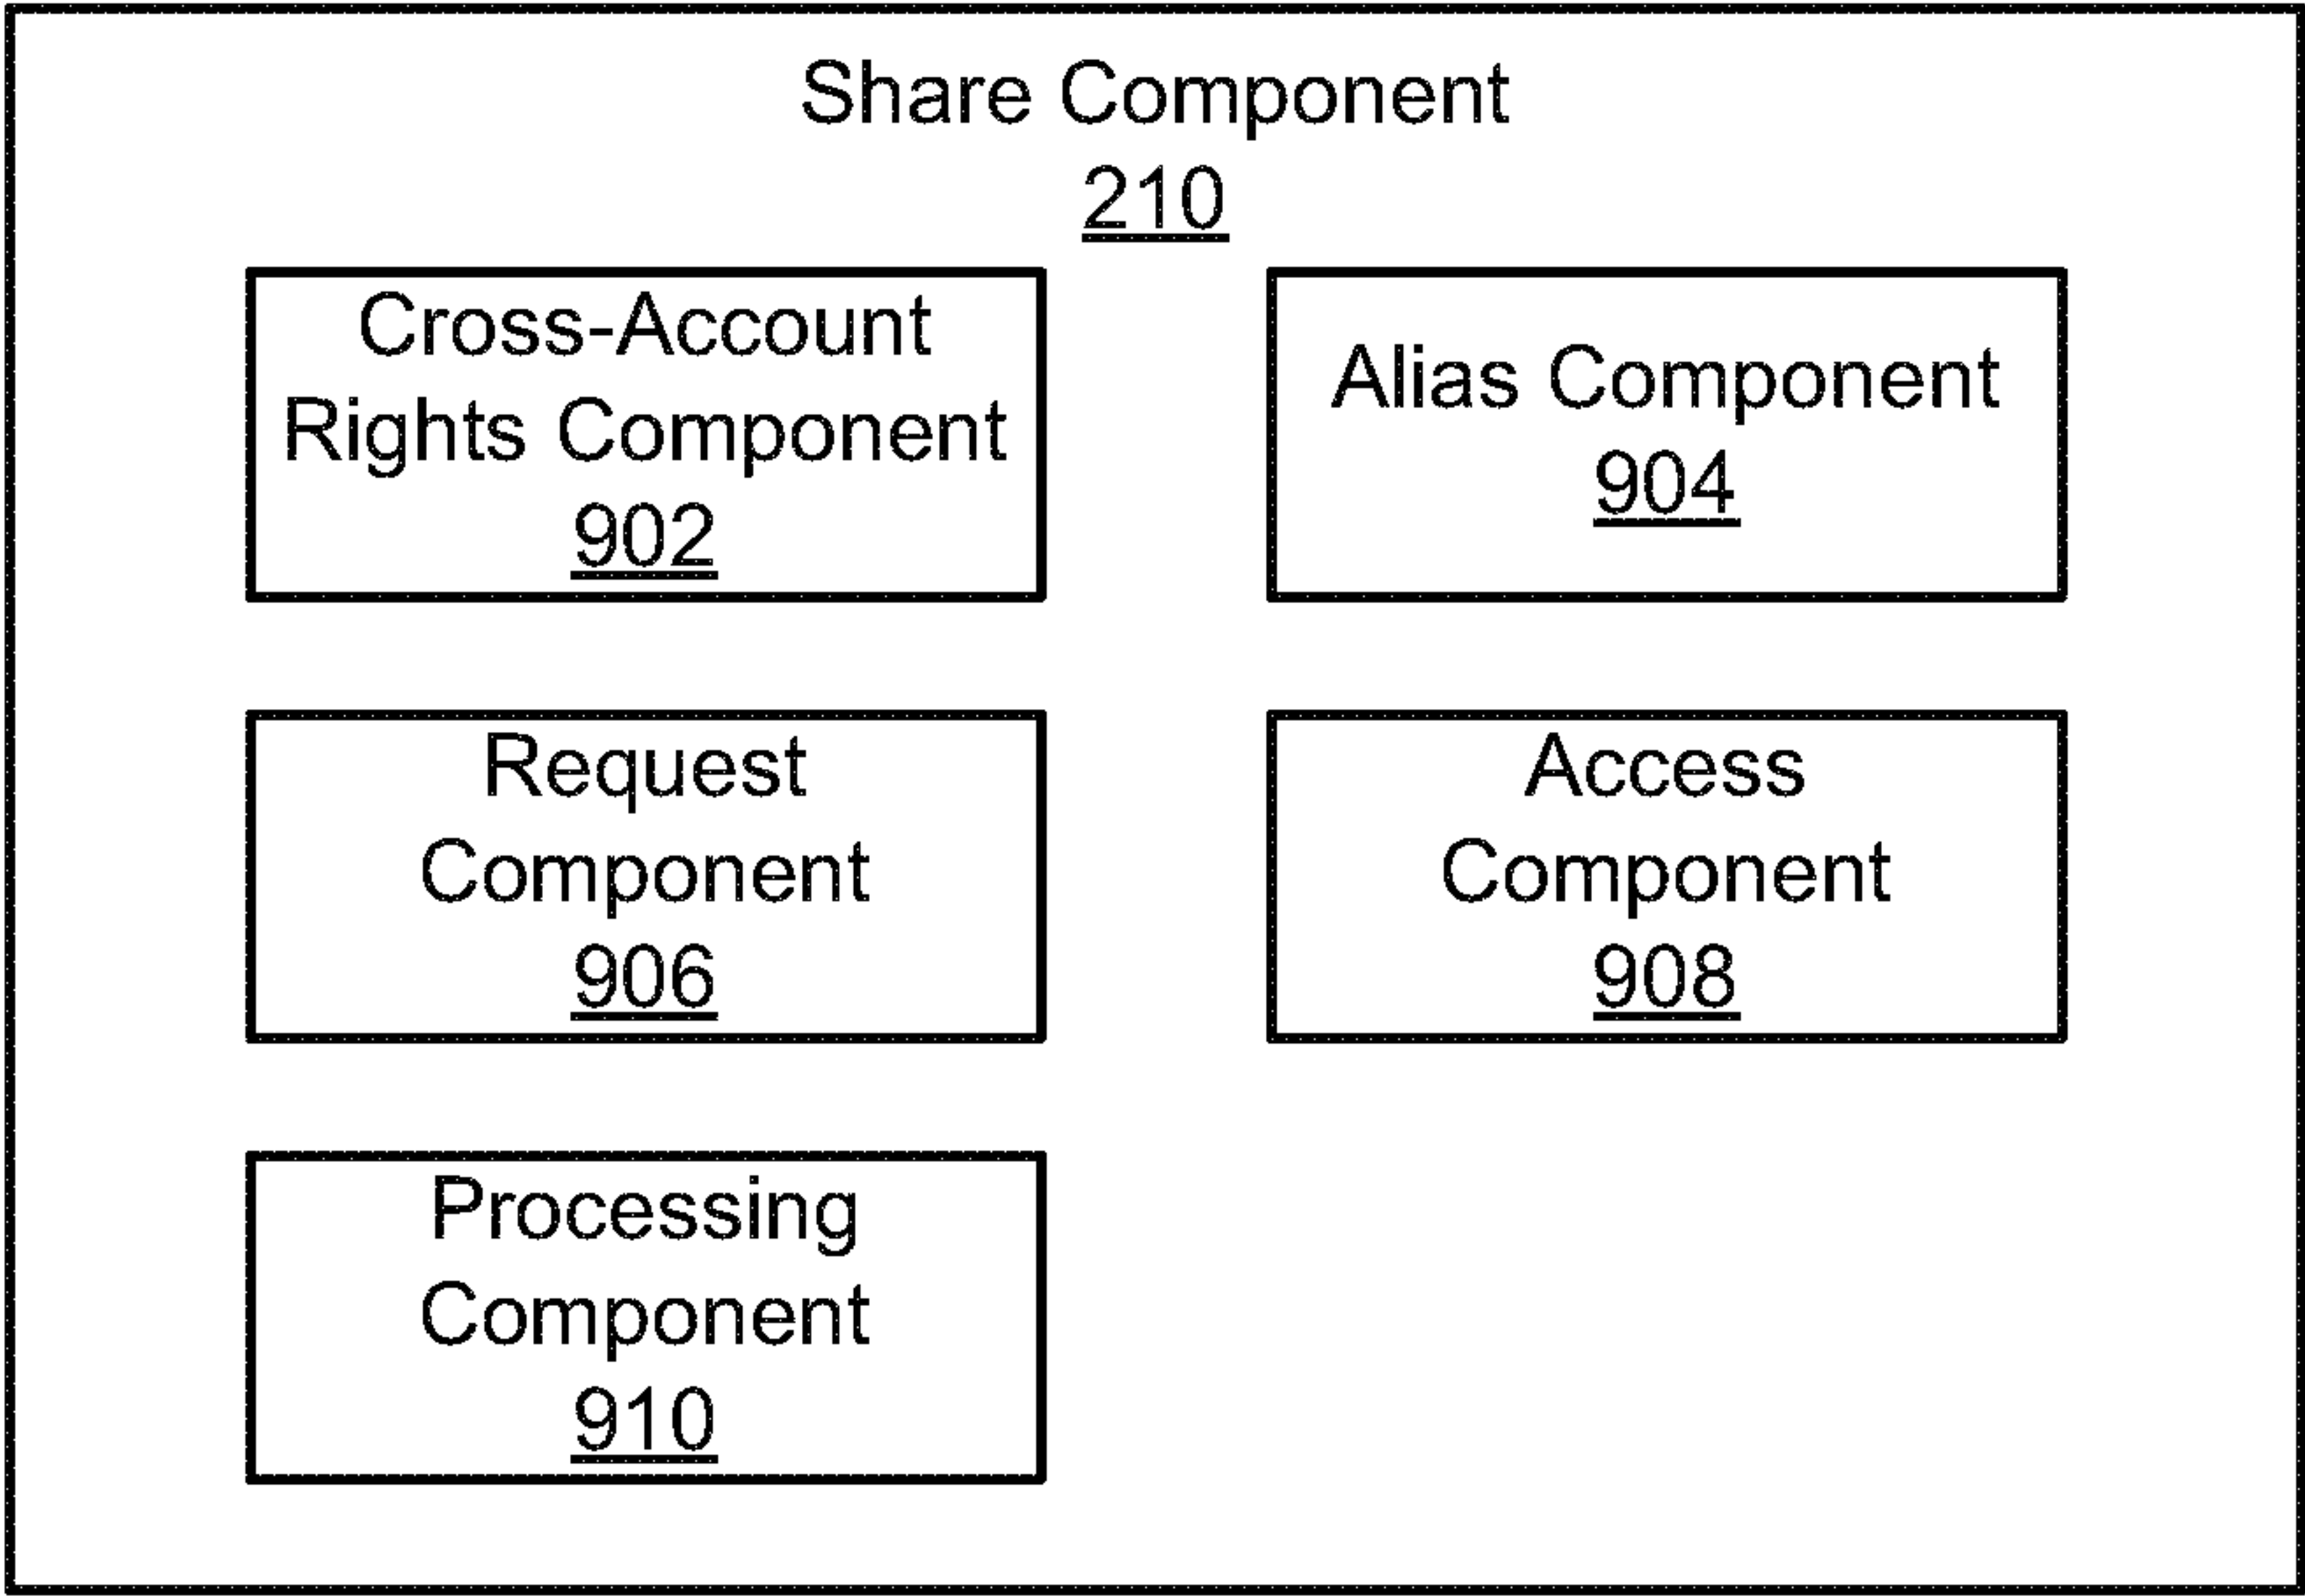 Share Component
210
Cross-Account
Rights Component
902
Alias Component
904
Request
Component
906
Access
Component
908
Processing
Component
910